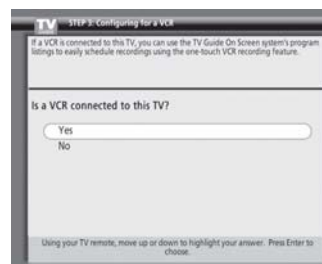 TV STEP 3: Configuring for a VCR
If a VCR is connected to this TV, you can use the TV Guide On Screen system's program
listings to easily schedule recordings using the one-touch VCR recording feature.
Is a VCR connected to this TV?
Yes
No
Using your TV remote, move up or down to highlight your answer. Press Enter to
choose.